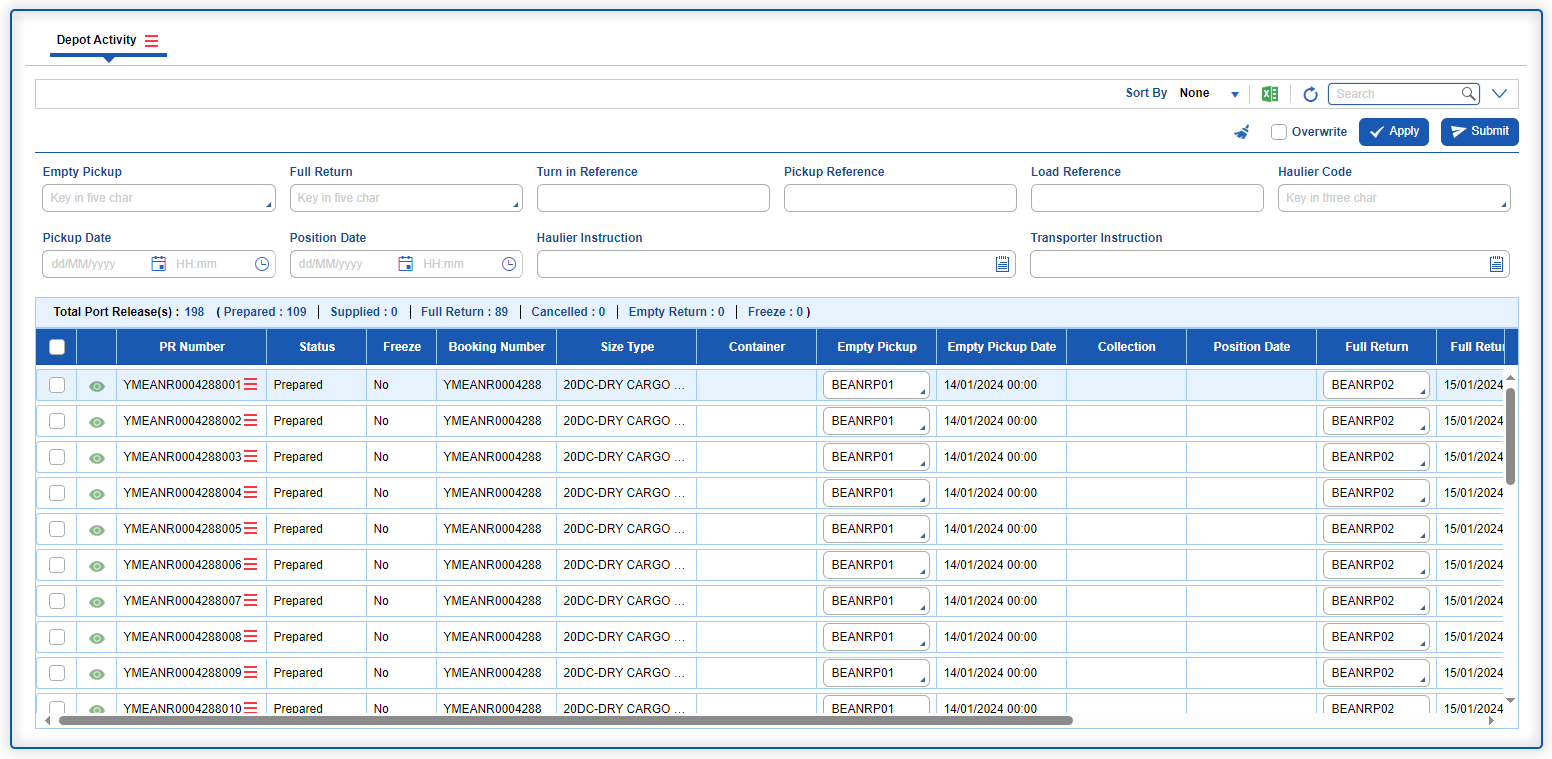 Depot Activity
Sort By None Search
Overwrite Apply Submit
Empty Pickup Full Return Turn in Reference Pickup Reference Load Reference Haulier Code
Key in five char Key in five char Key in three char
Pickup Date Position Date Haulier Instruction Transporter Instruction
dd/MM/yyyy HH:mm dd/MM/yyyy HH:mm
Total Port Release(s) : 198 ( Prepared : 109 | Supplied : 0 | Full Return : 89 | Cancelled : 0 | Empty Return : 0 | Freeze : 0 )
PR Number Status Freeze Booking Number Size Type Container Empty Pickup Empty Pickup Date Collection Position Date Full Return Full Retur
YMEANR0004288001 Prepared No YMEANR0004288 20DC-DRY CARGO ... BEANRP01 14/01/2024 00:00 BEANRP02 15/01/2024
YMEANR0004288002 Prepared No YMEANR0004288 20DC-DRY CARGO ... BEANRP01 14/01/2024 00:00 BEANRP02 15/01/2024
YMEANR0004288003 Prepared No YMEANR0004288 20DC-DRY CARGO ... BEANRP01 14/01/2024 00:00 BEANRP02 15/01/2024
YMEANR0004288004 Prepared No YMEANR0004288 20DC-DRY CARGO ... BEANRP01 14/01/2024 00:00 BEANRP02 15/01/2024
YMEANR0004288005 Prepared No YMEANR0004288 20DC-DRY CARGO ... BEANRP01 14/01/2024 00:00 BEANRP02 15/01/2024
YMEANR0004288006 Prepared No YMEANR0004288 20DC-DRY CARGO ... BEANRP01 14/01/2024 00:00 BEANRP02 15/01/2024
YMEANR0004288007 Prepared No YMEANR0004288 20DC-DRY CARGO ... BEANRP01 14/01/2024 00:00 BEANRP02 15/01/2024
YMEANR0004288008 Prepared No YMEANR0004288 20DC-DRY CARGO ... BEANRP01 14/01/2024 00:00 BEANRP02 15/01/2024
YMEANR0004288009 Prepared No YMEANR0004288 20DC-DRY CARGO ... BEANRP01 14/01/2024 00:00 BEANRP02 15/01/2024
YMEANR0004288010 Prepared No YMEANR0004288 20DC-DRY CARGO ... BEANRP01 14/01/2024 00:00 BEANRP02 15/01/2024